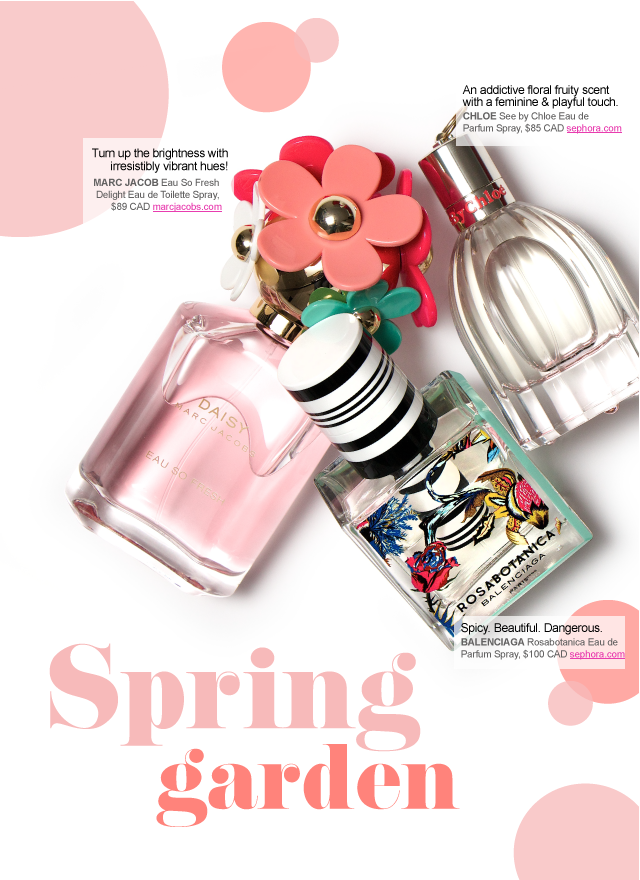 An addictive floral fruity scent
with a feminine & playful touch.
CHLOE See by Chloe Eau de
Parfum Spray, $85 CAD sephora.com
Turn up the brightness with
irresistibly vibrant hues!
MARC JACOB Eau So Fresh
Delight Eau de Toilette Spray,
$89 CAD marcjacobs.com
By Chloé
DAISY
MARC JACOBS
EAU SO FRESH
ROSABOTANICA
BALENCIAGA
PARIS
Spicy. Beautiful. Dangerous.
BALENCIAGA Rosabotanica Eau de
Parfum Spray, $100 CAD sephora.com
Spring
garden